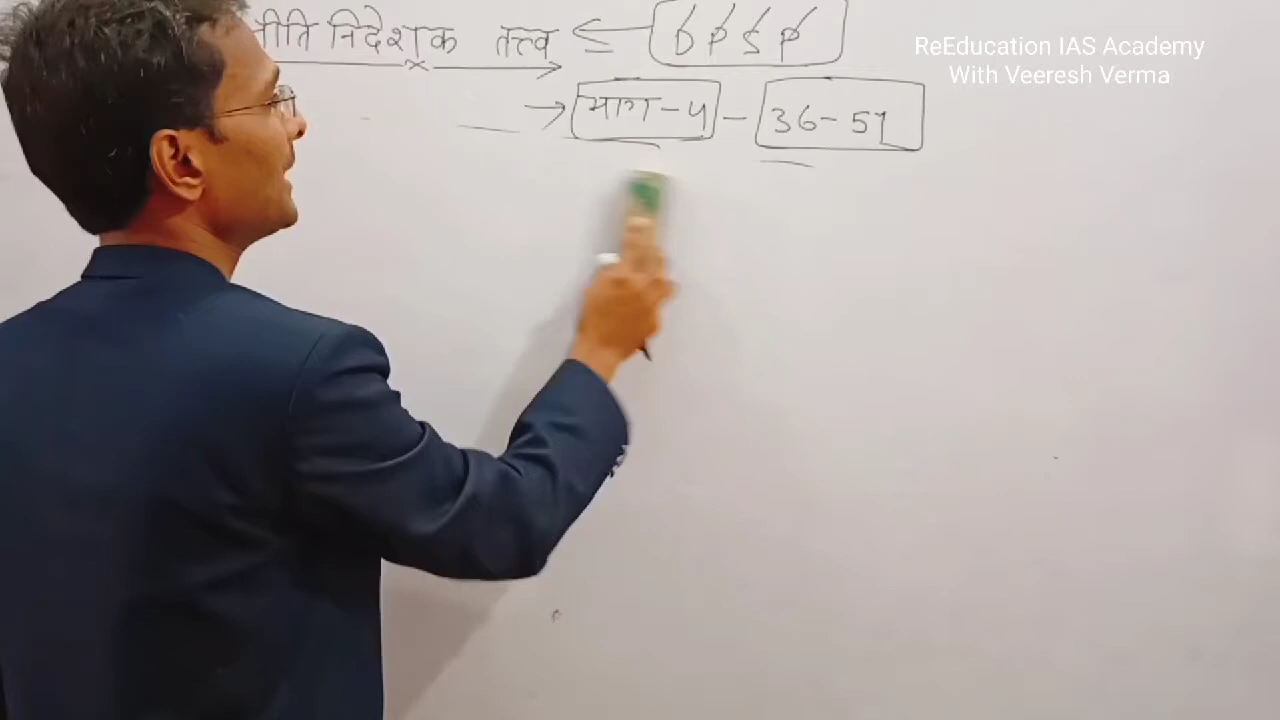 नीति निदेशक तत्त्व ← DPSP
ReEducation IAS Academy
With Veeresh Verma
→ भाग - 4 - 36 - 51